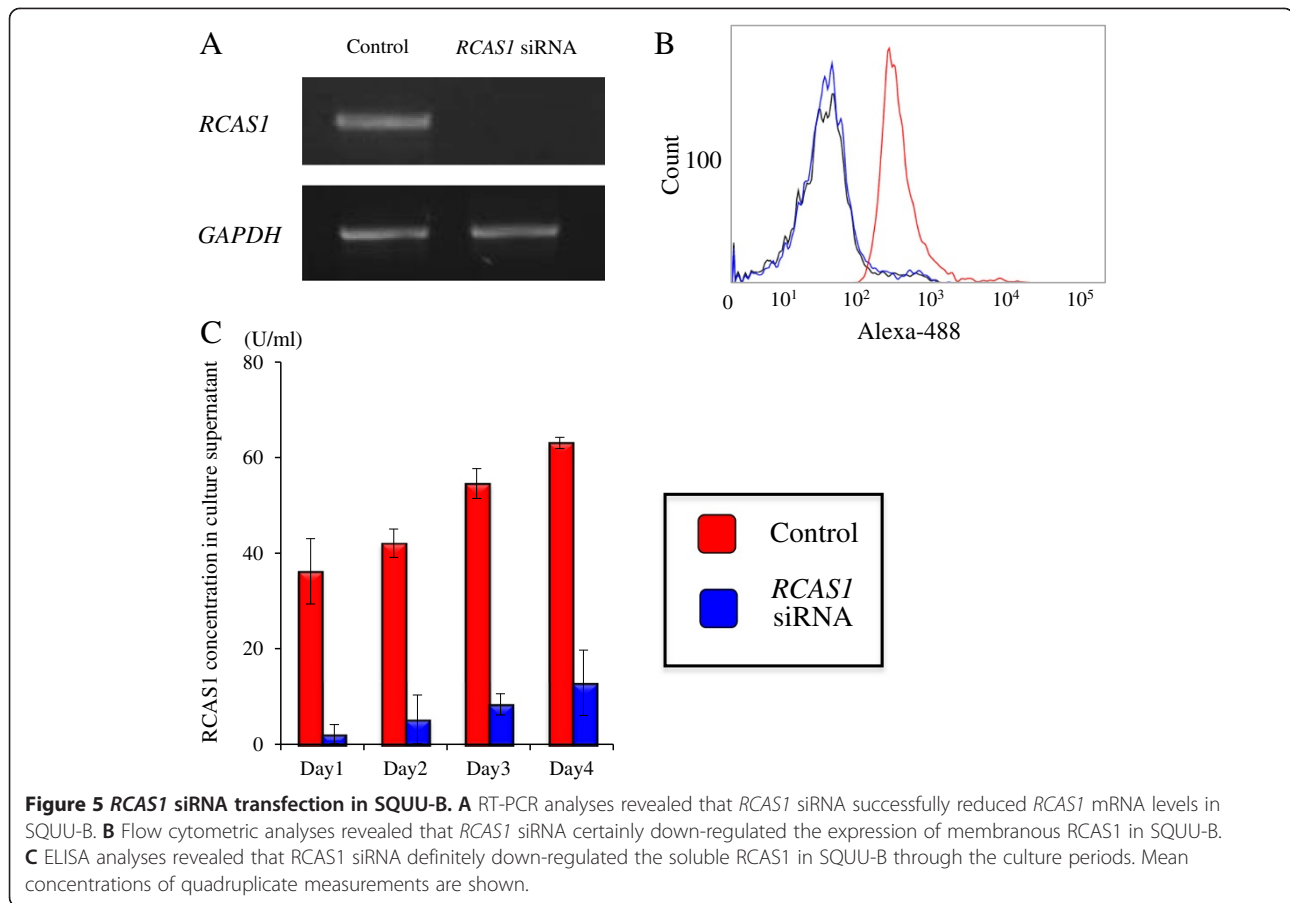 A
Control
RCAS1 siRNA
RCAS1
GAPDH
B
Count
100
0
10¹
10²
10³
10⁴
10⁵
Alexa-488
C
(U/ml)
RCAS1 concentration in culture supernatant
80
60
40
20
0
Day1
Day2
Day3
Day4
Control
RCAS1
siRNA
Figure 5 RCAS1 siRNA transfection in SQUU-B. A RT-PCR analyses revealed that RCAS1 siRNA successfully reduced RCAS1 mRNA levels in
SQUU-B. B Flow cytometric analyses revealed that RCAS1 siRNA certainly down-regulated the expression of membranous RCAS1 in SQUU-B.
C ELISA analyses revealed that RCAS1 siRNA definitely down-regulated the soluble RCAS1 in SQUU-B through the culture periods. Mean
concentrations of quadruplicate measurements are shown.